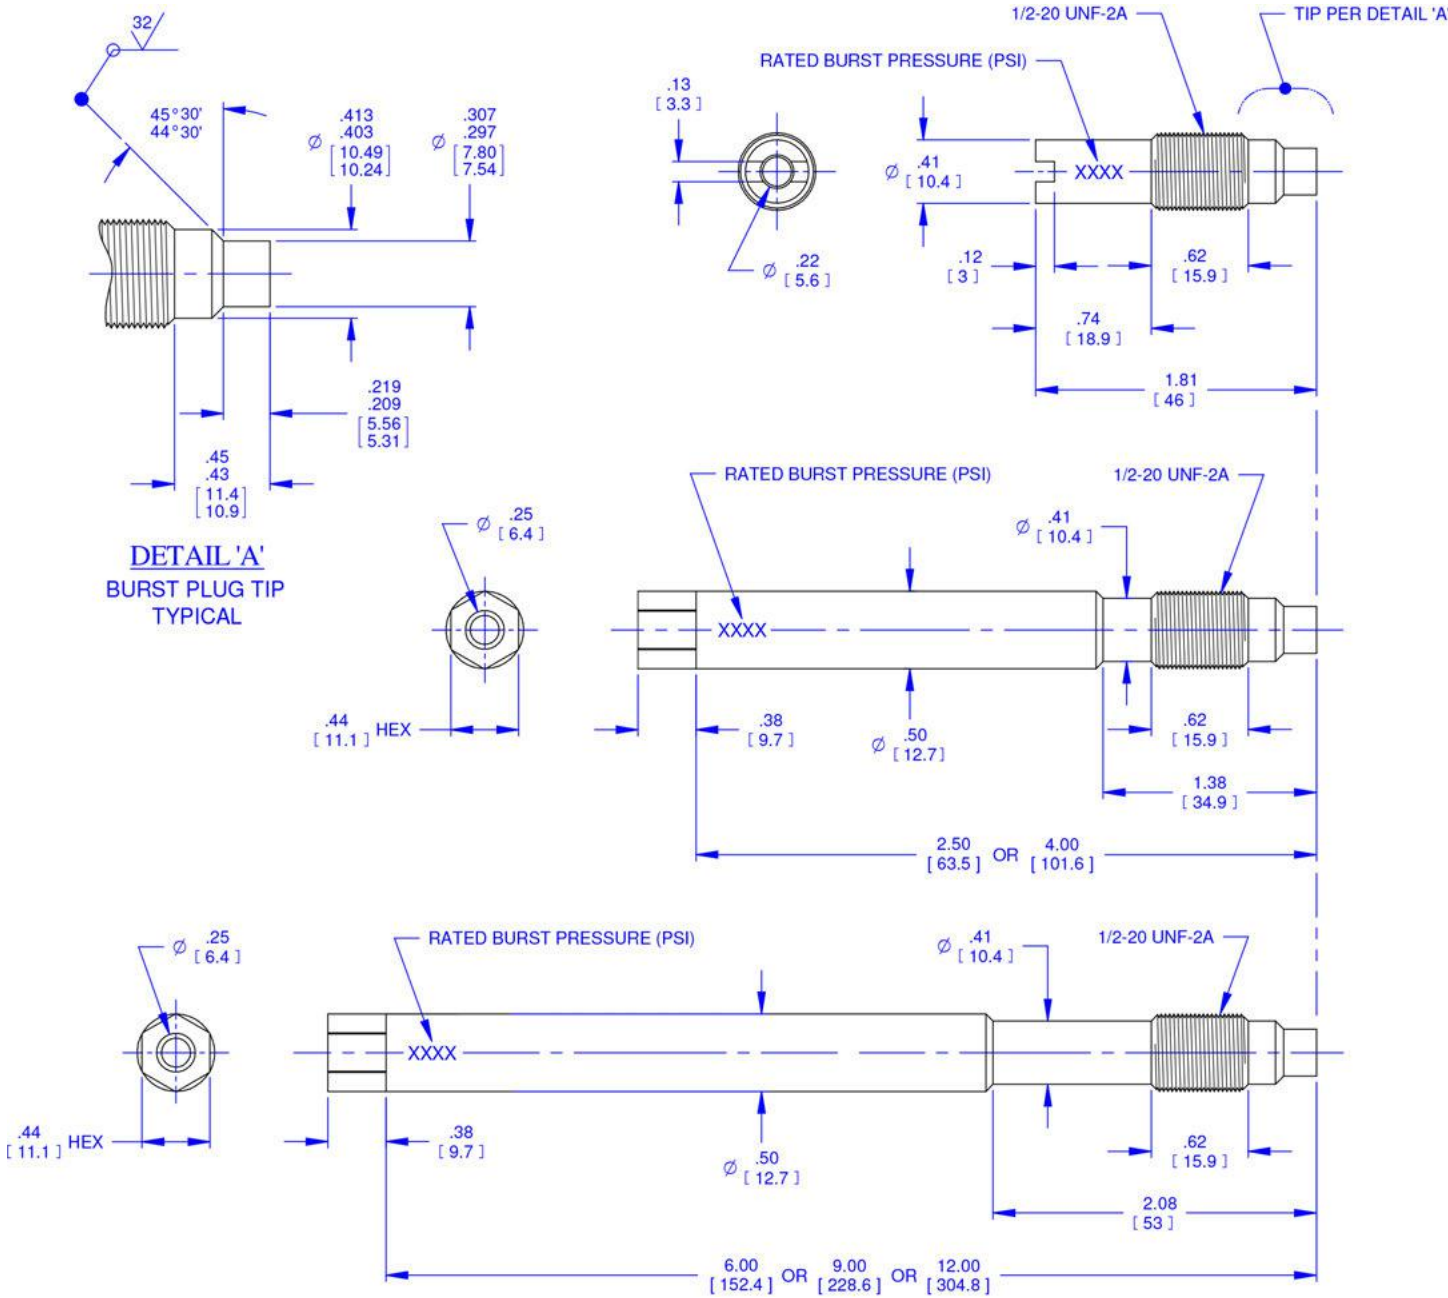 32
45°30'
44°30'
Ø .413
.403
[10.49]
[10.24]
Ø .307
.297
[7.80]
[7.54]
.219
.209
[5.56]
[5.31]
.45
.43
[11.4]
[10.9]
DETAIL 'A'
BURST PLUG TIP
TYPICAL
1/2-20 UNF-2A
TIP PER DETAIL 'A'
RATED BURST PRESSURE (PSI)
.13
[3.3]
Ø .41
[10.4]
XXXX
Ø .22
[5.6]
.12
[3]
.62
[15.9]
.74
[18.9]
1.81
[46]
RATED BURST PRESSURE (PSI)
1/2-20 UNF-2A
Ø .25
[6.4]
Ø .41
[10.4]
XXXX
.44
[11.1] HEX
.38
[9.7]
Ø .50
[12.7]
.62
[15.9]
1.38
[34.9]
2.50 OR 4.00
[63.5] [101.6]
RATED BURST PRESSURE (PSI)
1/2-20 UNF-2A
Ø .25
[6.4]
Ø .41
[10.4]
XXXX
.44
[11.1] HEX
.38
[9.7]
Ø .50
[12.7]
.62
[15.9]
2.08
[53]
6.00 OR 9.00 OR 12.00
[152.4] [228.6] [304.8]